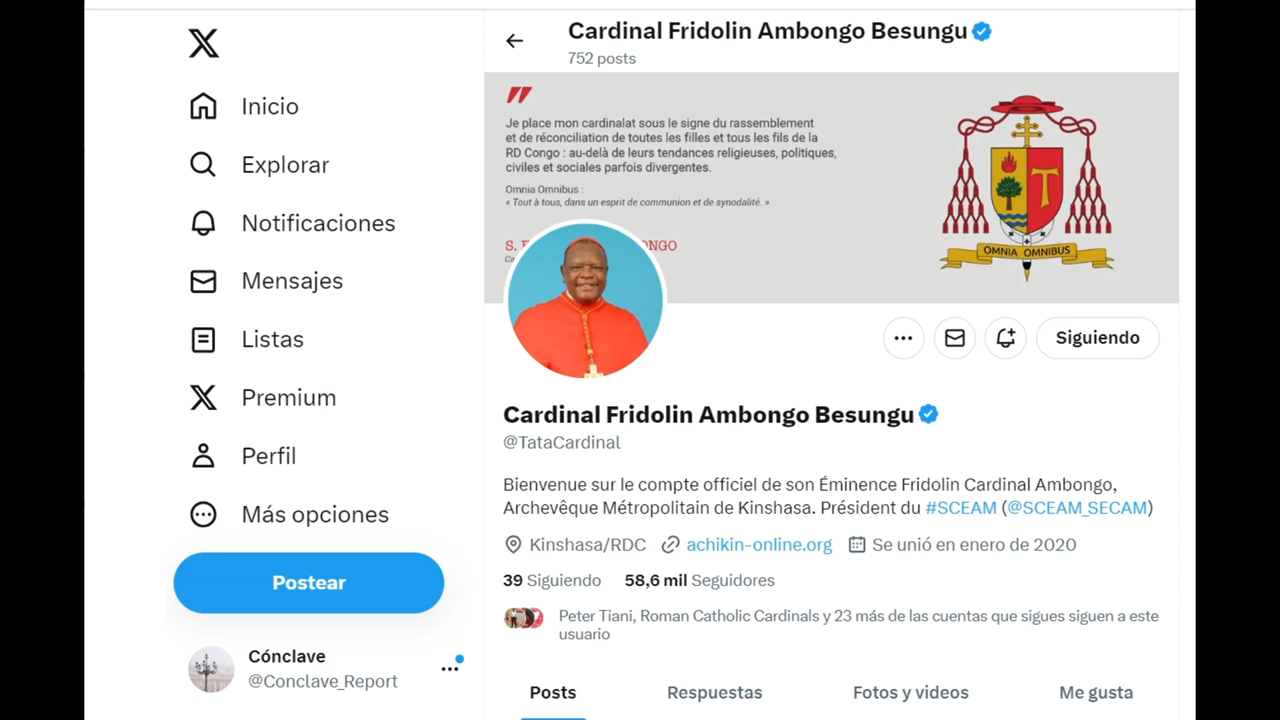 Cardinal Fridolin Ambongo Besungu
752 posts
Inicio
Explorar
Notificaciones
Mensajes
Listas
Premium
Perfil
Más opciones
Postear
Cónclave
@Conclave_Report
Je place mon cardinalat sous le signe du rassemblement
et de réconciliation de toutes les filles et tous les fils de la
RD Congo : au-delà de leurs tendances religieuses, politiques,
civiles et sociales parfois divergentes.
Omnia Omnibus :
« Tout à tous, dans un esprit de communion et de synodalité. »
OMNIA OMNIBUS
Siguiendo
Cardinal Fridolin Ambongo Besungu
@TataCardinal
Bienvenue sur le compte officiel de son Éminence Fridolin Cardinal Ambongo,
Archevêque Métropolitain de Kinshasa. Président du #SCEAM (@SCEAM_SECAM)
Kinshasa/RDC achikin-online.org Se unió en enero de 2020
39 Siguiendo 58,6 mil Seguidores
Peter Tiani, Roman Catholic Cardinals y 23 más de las cuentas que sigues siguen a este
usuario
Posts Respuestas Fotos y videos Me gusta